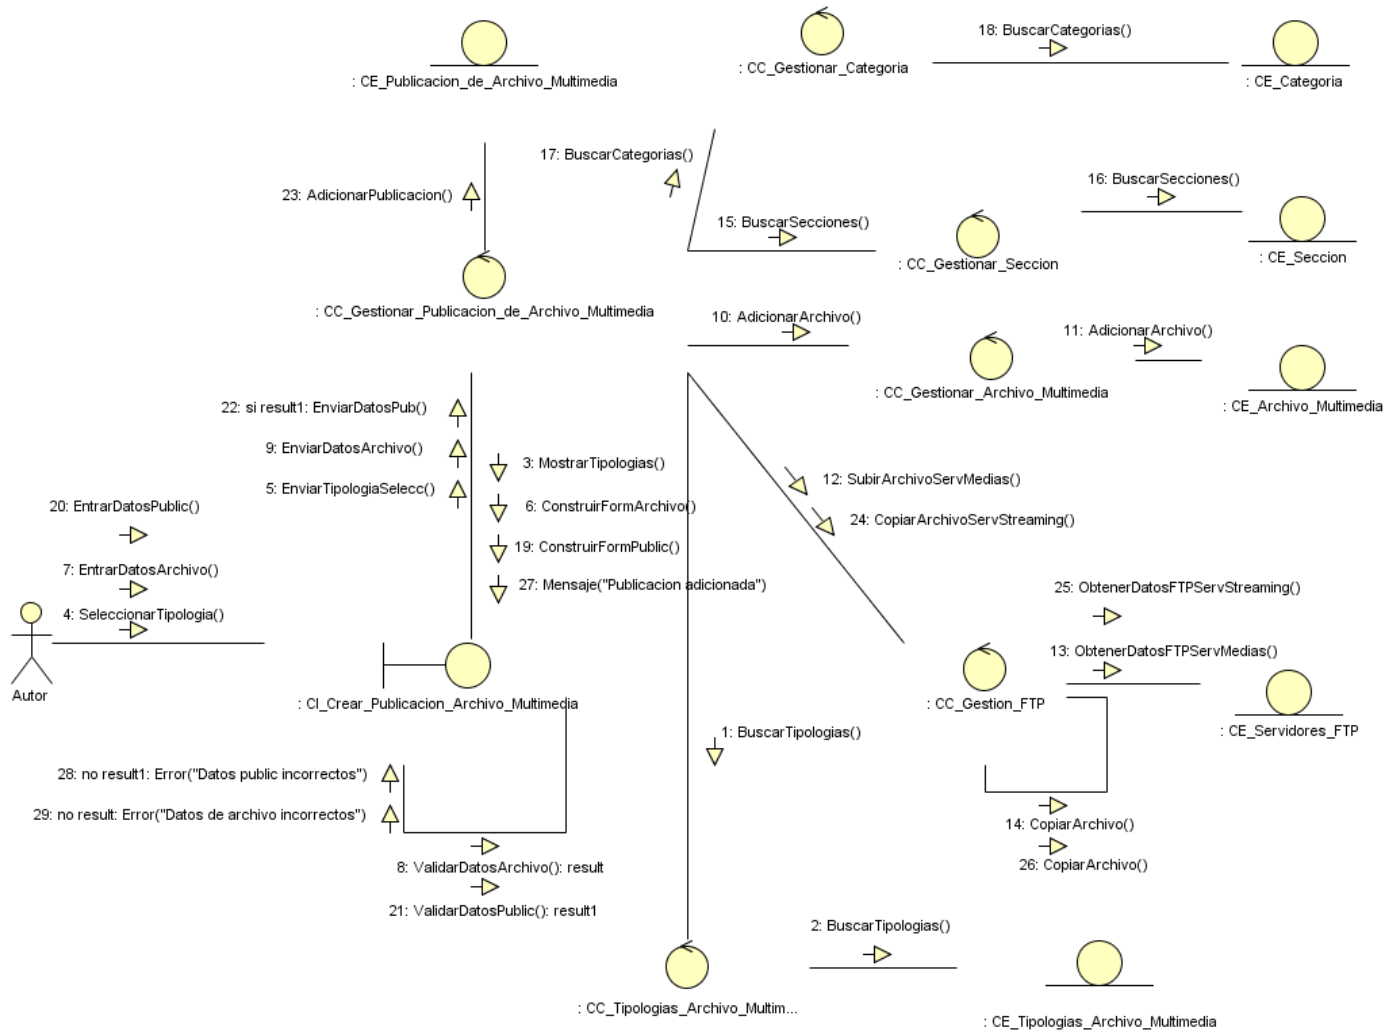 18: BuscarCategorias()
: CC_Gestionar_Categoria
: CE_Publicacion_de_Archivo_Multimedia
: CE_Categoria
17: BuscarCategorias()
16: BuscarSecciones()
23: AdicionarPublicacion()
15: BuscarSecciones()
: CE_Seccion
: CC_Gestionar_Seccion
: CC_Gestionar_Publicacion_de_Archivo_Multimedia
10: AdicionarArchivo()
11: AdicionarArchivo()
: CC_Gestionar_Archivo_Multimedia
: CE_Archivo_Multimedia
22: si result1: EnviarDatosPub()
9: EnviarDatosArchivo()
3: MostrarTipologias()
12: SubirArchivoServMedias()
5: EnviarTipologiaSelecc()
20: EntrarDatosPublic()
6: ConstruirFormArchivo()
24: CopiarArchivoServStreaming()
19: ConstruirFormPublic()
7: EntrarDatosArchivo()
27: Mensaje("Publicacion adicionada")
25: ObtenerDatosFTPServStreaming()
4: SeleccionarTipologia()
13: ObtenerDatosFTPServMedias()
Autor
: CI_Crear_Publicacion_Archivo_Multimedia
: CC_Gestion_FTP
: CE_Servidores_FTP
1: BuscarTipologias()
28: no result1: Error("Datos public incorrectos")
29: no result: Error("Datos de archivo incorrectos")
14: CopiarArchivo()
8: ValidarDatosArchivo(): result
26: CopiarArchivo()
21: ValidarDatosPublic(): result1
2: BuscarTipologias()
: CC_Tipologias_Archivo_Multim...
: CE_Tipologias_Archivo_Multimedia